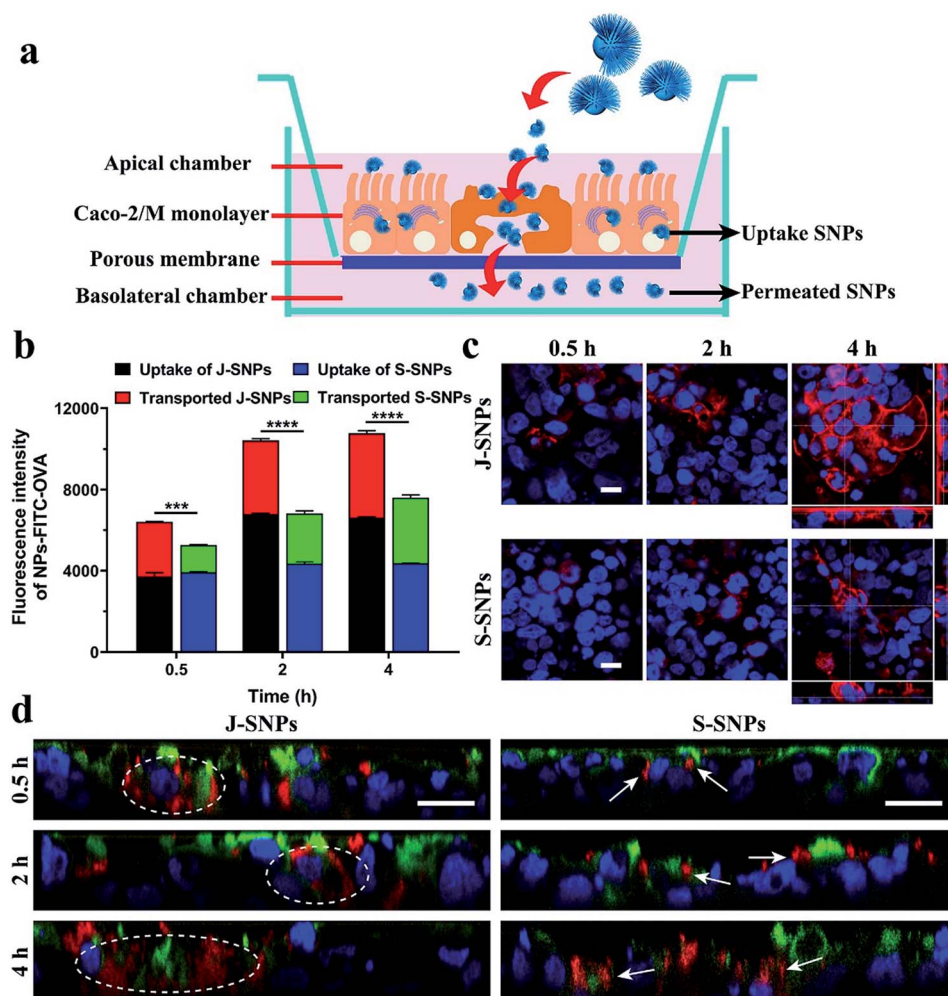 a
Apical chamber
Caco-2/M monolayer
Porous membrane
Basolateral chamber
Uptake SNPs
Permeated SNPs
b
Uptake of J-SNPs
Uptake of S-SNPs
Transported J-SNPs
Transported S-SNPs
Fluorescence intensity
of NPs-FITC-OVA
12000
8000
4000
0
***
****
****
0.5
2
4
Time (h)
c
0.5 h
2 h
4 h
J-SNPs
S-SNPs
d
J-SNPs
S-SNPs
0.5 h
2 h
4 h